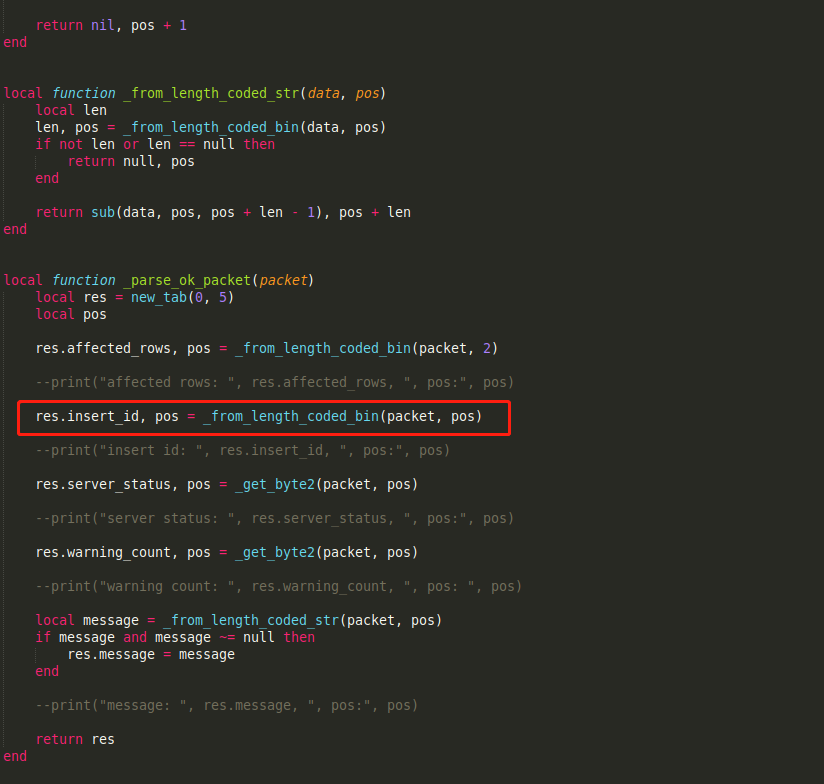 return nil, pos + 1
end
local function _from_length_coded_str(data, pos)
local len
len, pos = _from_length_coded_bin(data, pos)
if not len or len == null then
return null, pos
end
return sub(data, pos, pos + len - 1), pos + len
end
local function _parse_ok_packet(packet)
local res = new_tab(0, 5)
local pos
res.affected_rows, pos = _from_length_coded_bin(packet, 2)
--print("affected rows: ", res.affected_rows, ", pos:", pos)
res.insert_id, pos = _from_length_coded_bin(packet, pos)
--print("insert id: ", res.insert_id, ", pos:", pos)
res.server_status, pos = _get_byte2(packet, pos)
--print("server status: ", res.server_status, ", pos:", pos)
res.warning_count, pos = _get_byte2(packet, pos)
--print("warning count: ", res.warning_count, ", pos: ", pos)
local message = _from_length_coded_str(packet, pos)
if message and message ~= null then
res.message = message
end
--print("message: ", res.message, ", pos:", pos)
return res
end